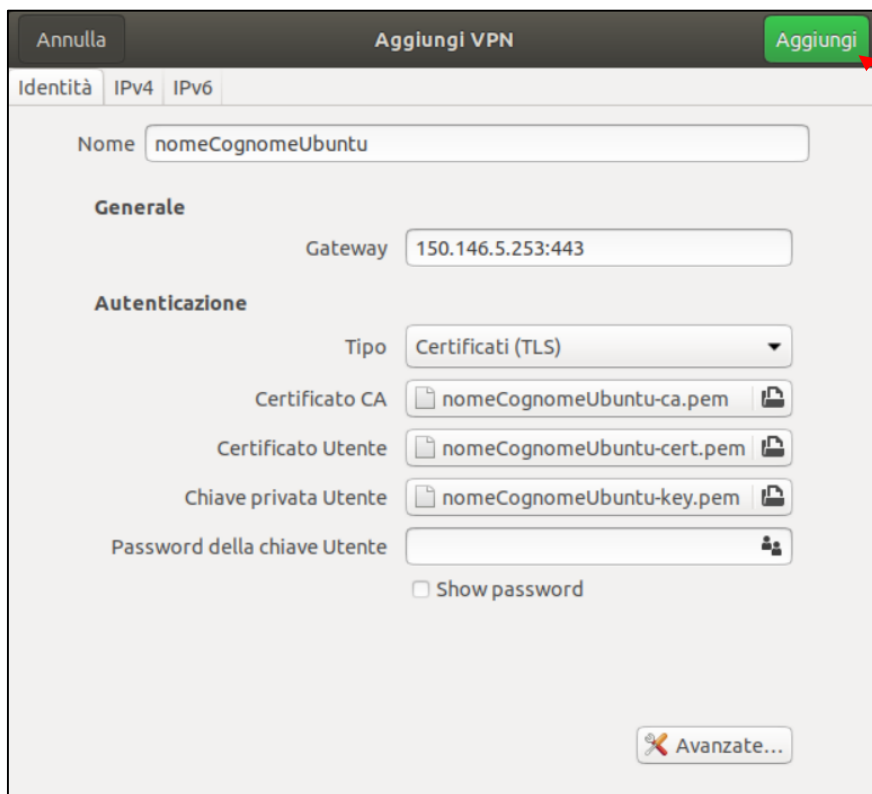 Annulla Aggiungi VPN Aggiungi
Identità IPv4 IPv6
Nome nomeCognomeUbuntu
Generale
Gateway 150.146.5.253:443
Autenticazione
Tipo Certificati (TLS)
Certificato CA nomeCognomeUbuntu-ca.pem
Certificato Utente nomeCognomeUbuntu-cert.pem
Chiave privata Utente nomeCognomeUbuntu-key.pem
Password della chiave Utente
Show password
Avanzate...